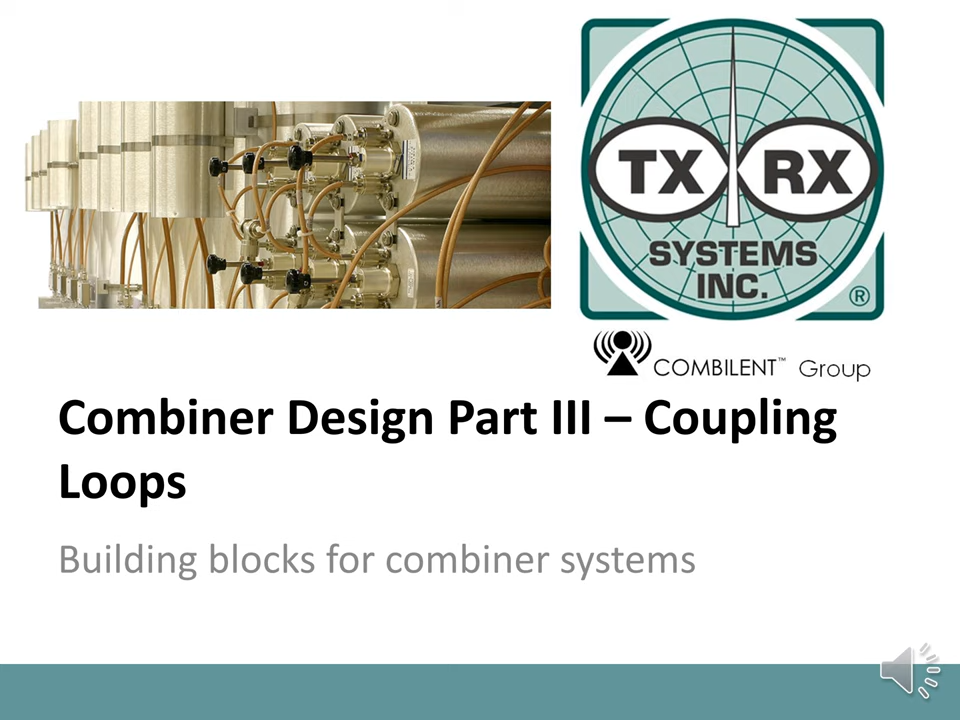 TX RX
SYSTEMS
INC.
®
COMBILENT™ Group
Combiner Design Part III – Coupling
Loops
Building blocks for combiner systems